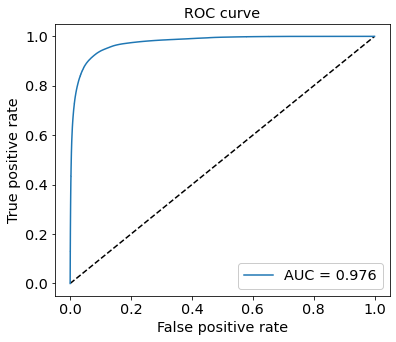 ROC curve
True positive rate
1.0
0.8
0.6
0.4
0.2
0.0
AUC = 0.976
0.0 0.2 0.4 0.6 0.8 1.0
False positive rate